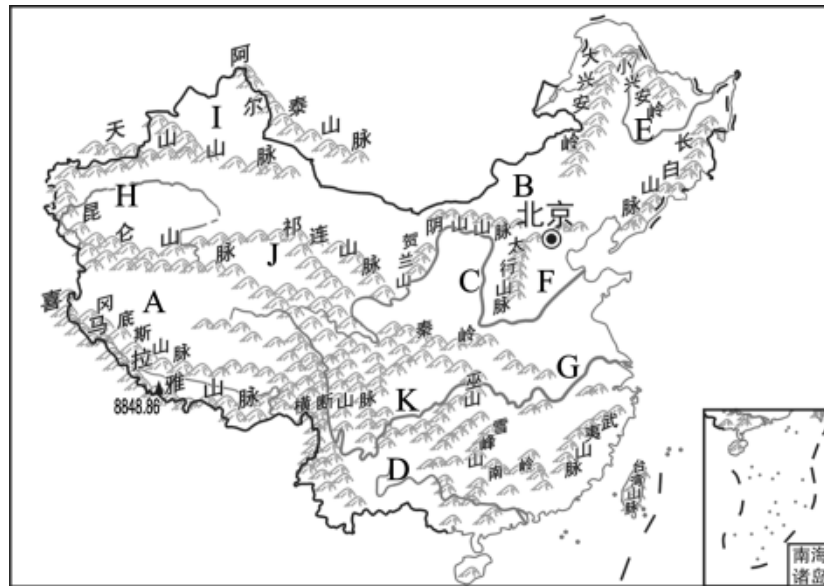 阿尔泰山脉
天山山脉
I
大兴安岭
小兴安岭
E
长白山脉
H
B
北京
昆仑山脉
祁连山脉
J
贺兰山
阴山山脉
太行山脉
C
F
A
喜马拉雅山脉
冈底斯山脉
8848.86
秦岭
G
横断山脉
K
巫山
雪峰山
武夷山脉
D
南岭
台湾山脉
南海
诸岛